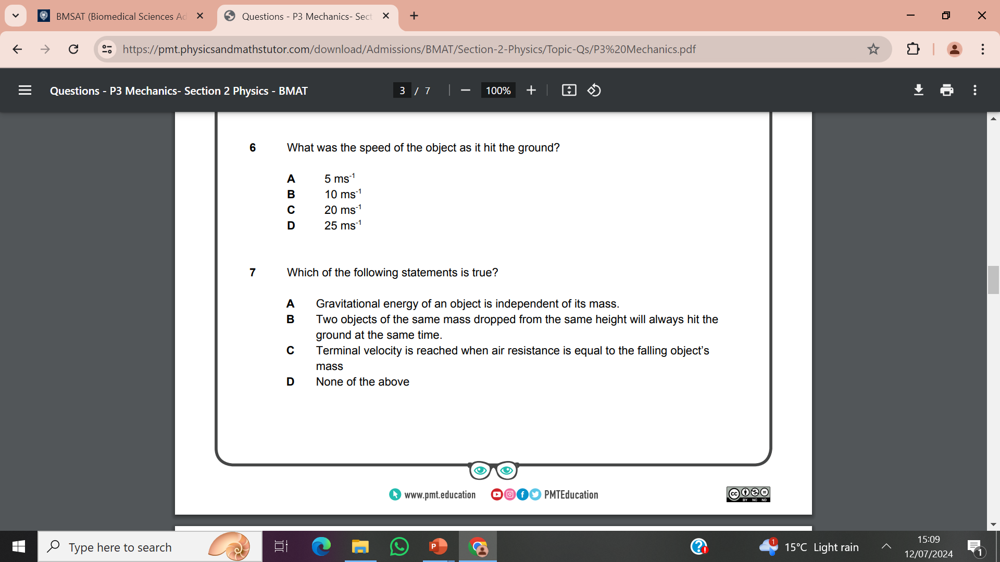 BMSAT (Biomedical Sciences Ad
Questions - P3 Mechanics- Sect
https://pmt.physicsandmathstutor.com/download/Admissions/BMAT/Section-2-Physics/Topic-Qs/P3%20Mechanics.pdf
Questions - P3 Mechanics- Section 2 Physics - BMAT
3 / 7
100%
6 What was the speed of the object as it hit the ground?
A 5 ms⁻¹
B 10 ms⁻¹
C 20 ms⁻¹
D 25 ms⁻¹
7 Which of the following statements is true?
A Gravitational energy of an object is independent of its mass.
B Two objects of the same mass dropped from the same height will always hit the
ground at the same time.
C Terminal velocity is reached when air resistance is equal to the falling object’s
mass
D None of the above
www.pmt.education PMTEducation
cc BY NC ND
Type here to search
P
1
15°C Light rain
15:09
12/07/2024
1